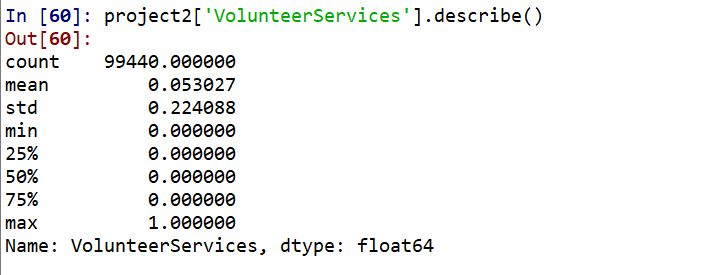 In [60]: project2['VolunteerServices'].describe()
Out[60]:
count    99440.000000
mean         0.053027
std          0.224088
min          0.000000
25%          0.000000
50%          0.000000
75%          0.000000
max          1.000000
Name: VolunteerServices, dtype: float64